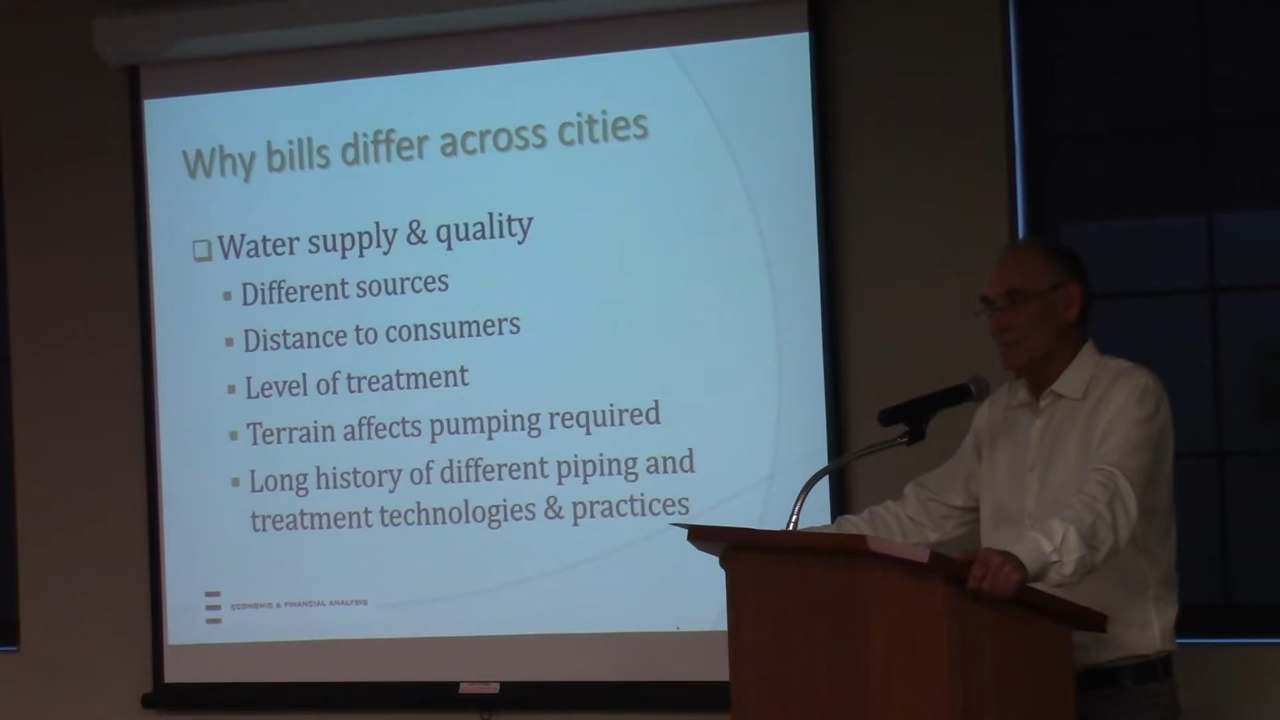 Why bills differ across cities
Water supply & quality
Different sources
Distance to consumers
Level of treatment
Terrain affects pumping required
Long history of different piping and
treatment technologies & practices
ECONOMIC & FINANCIAL ANALYSIS